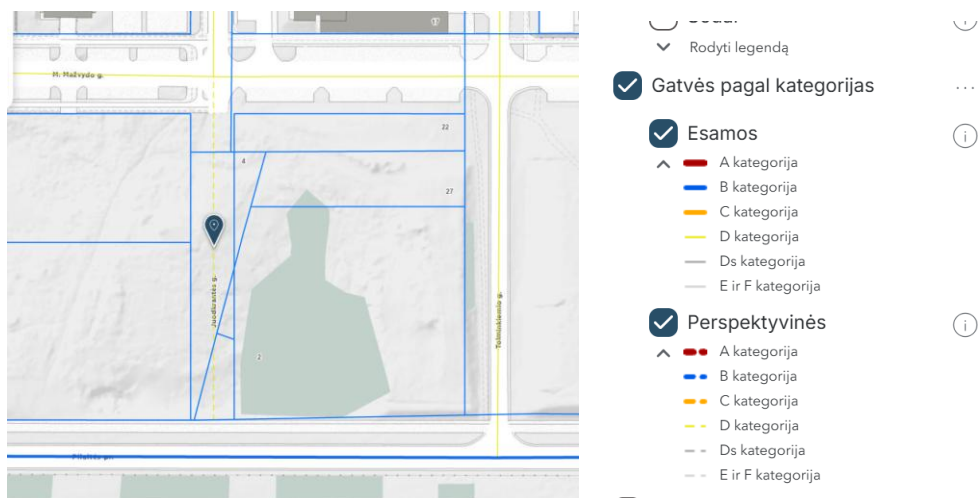 M. Mažvydo g.
22
4
27
Juodkrantės g.
Tolminkiemio g.
2
Pilaitės pr.
Rodyti legendą
Gatvės pagal kategorijas
Esamos
A kategorija
B kategorija
C kategorija
D kategorija
Ds kategorija
E ir F kategorija
Perspektyvinės
A kategorija
B kategorija
C kategorija
D kategorija
Ds kategorija
E ir F kategorija